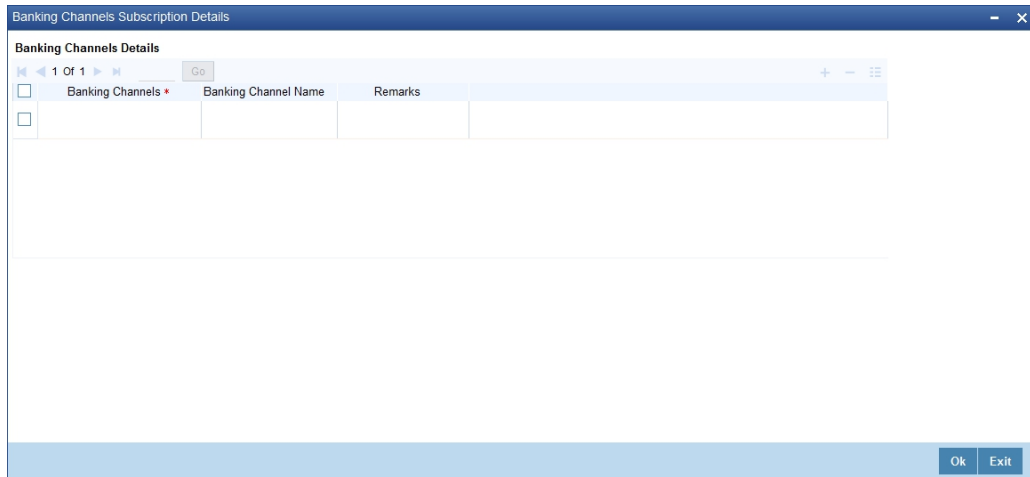 Banking Channels Subscription Details
Banking Channels Details
1 Of 1 Go
Banking Channels * Banking Channel Name Remarks
Ok Exit